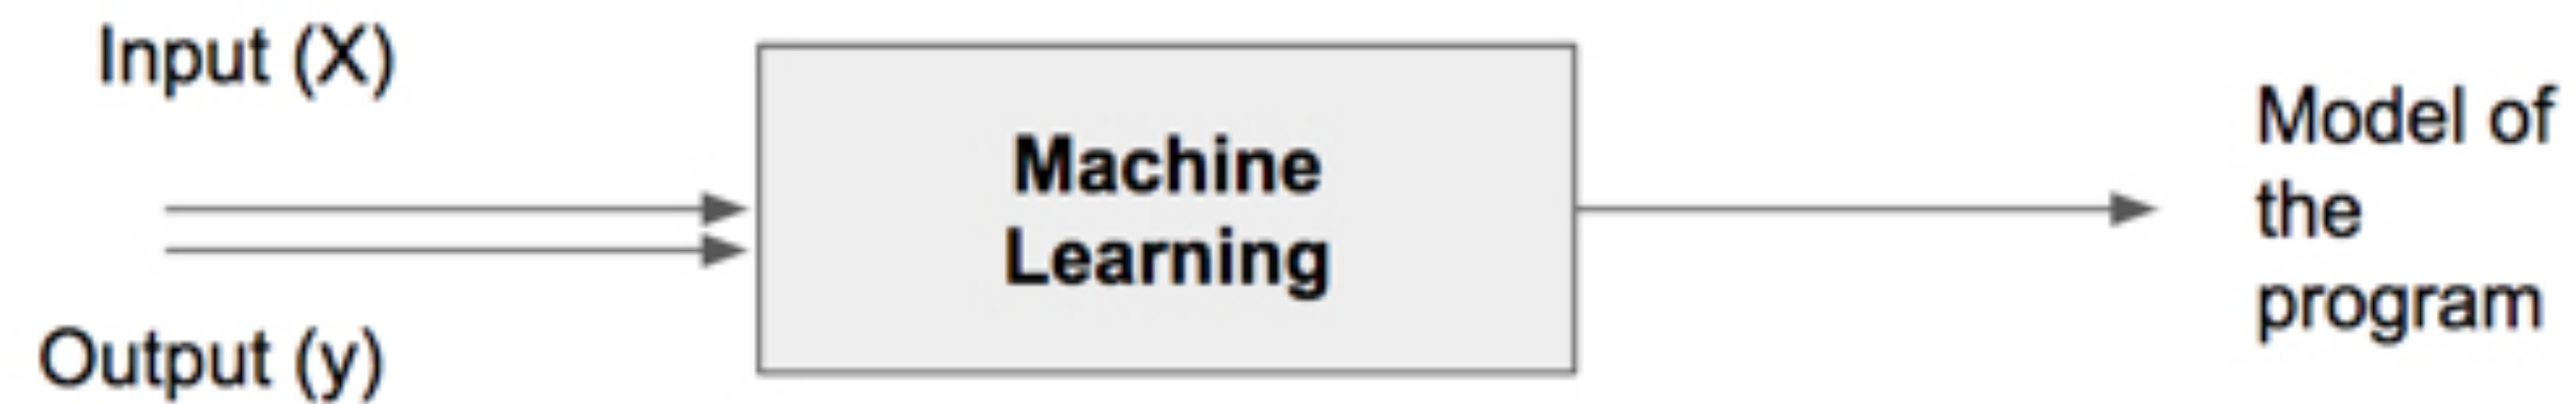 Input (X)
Output (y)
Machine
Learning
Model of
the
program